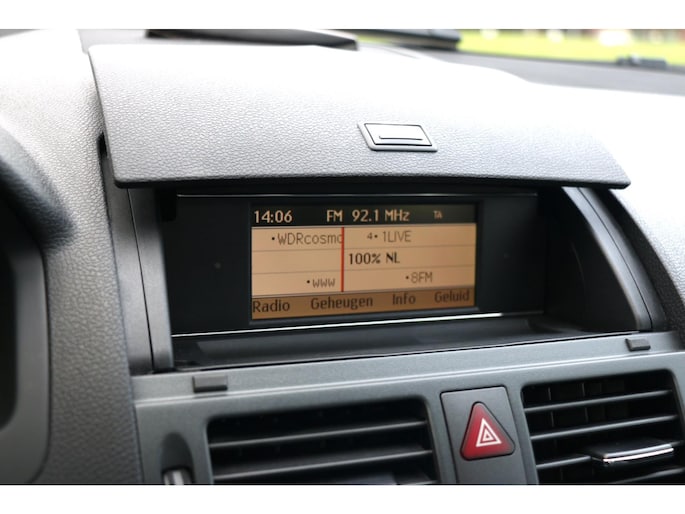 14:06 FM 92.1 MHz TA
•WDRcosmo 4• 1LIVE
100% NL
•www •8FM
Radio Geheugen Info Geluid